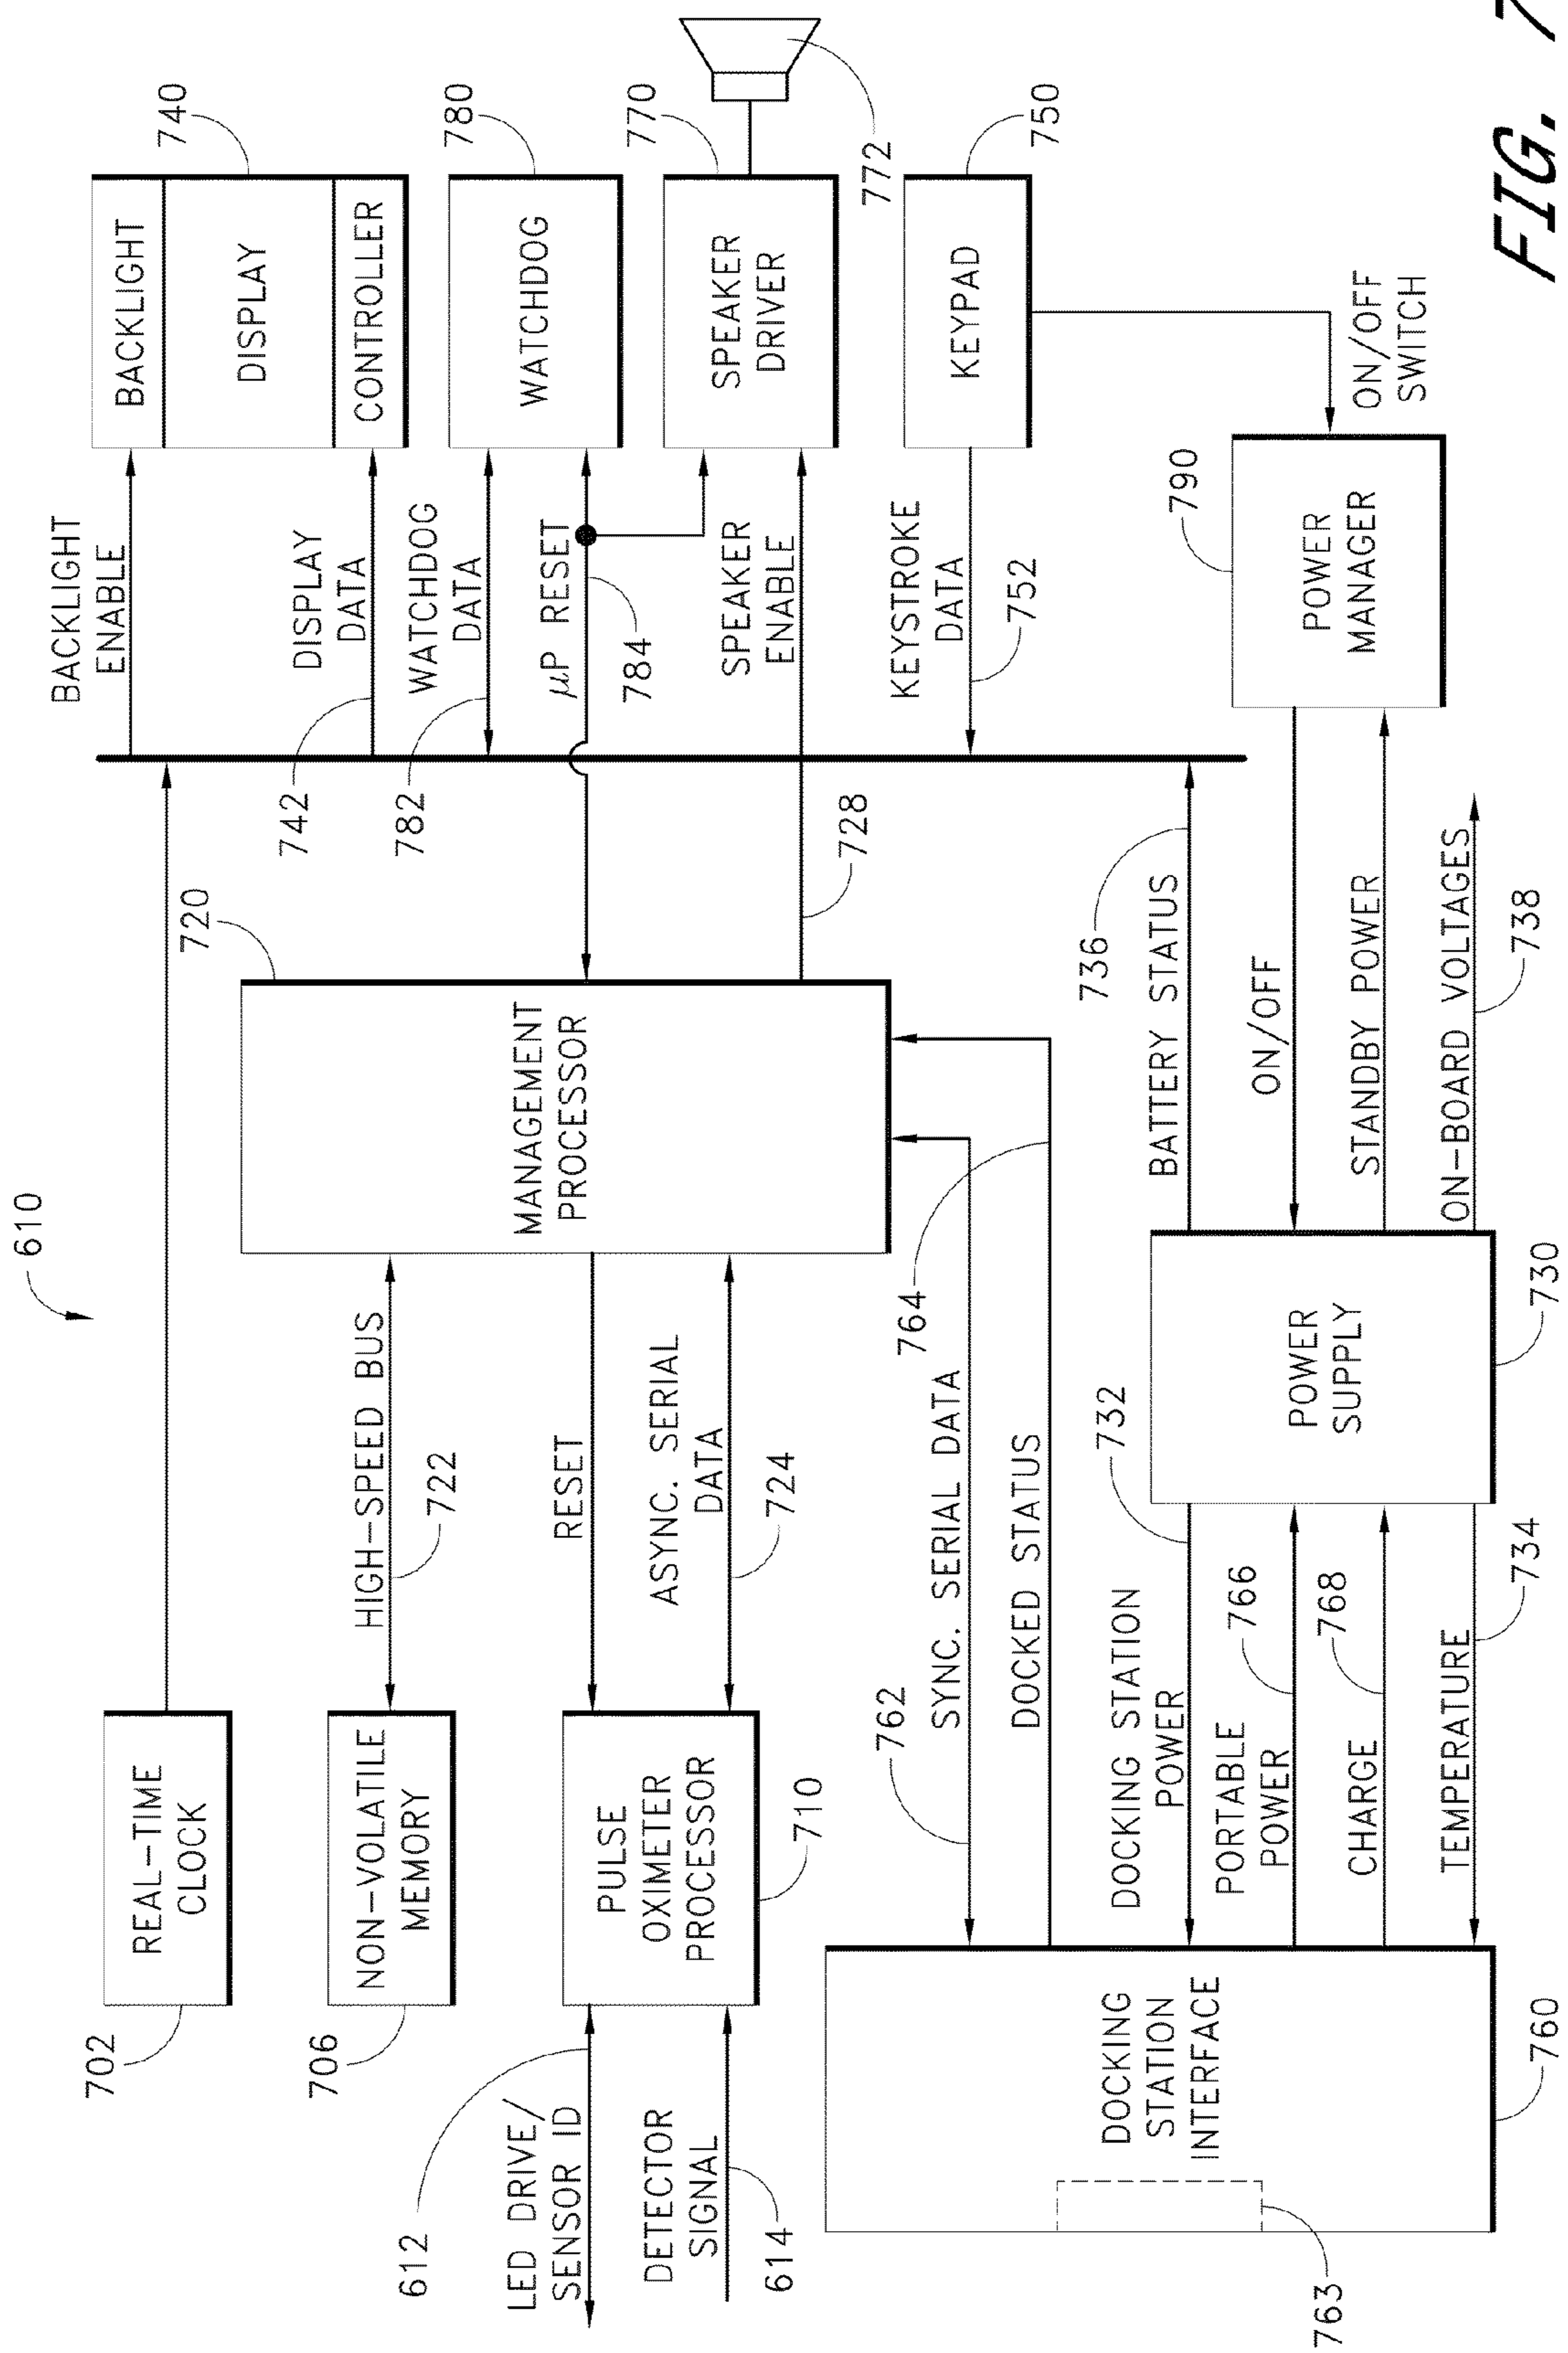 610
702
REAL-TIME
CLOCK
706
NON-VOLATILE
MEMORY
HIGH-SPEED BUS
722
612
LED DRIVE/
SENSOR ID
DETECTOR
SIGNAL
614
PULSE
OXIMETER
PROCESSOR
710
RESET
ASYNC. SERIAL
DATA
724
720
MANAGEMENT
PROCESSOR
BACKLIGHT
ENABLE
DISPLAY
DATA
742
WATCHDOG
DATA
782
µP RESET
784
SPEAKER
ENABLE
728
KEYSTROKE
DATA
752
BACKLIGHT
DISPLAY
CONTROLLER
740
WATCHDOG
780
SPEAKER
DRIVER
770
772
KEYPAD
750
ON/OFF
SWITCH
762
SYNC. SERIAL DATA
764
DOCKED STATUS
DOCKING
STATION
INTERFACE
763
760
DOCKING STATION
POWER
732
PORTABLE
POWER
766
CHARGE
768
TEMPERATURE
734
POWER
SUPPLY
730
736
BATTERY STATUS
ON/OFF
STANDBY POWER
ON-BOARD VOLTAGES
738
790
POWER
MANAGER
FIG. 7